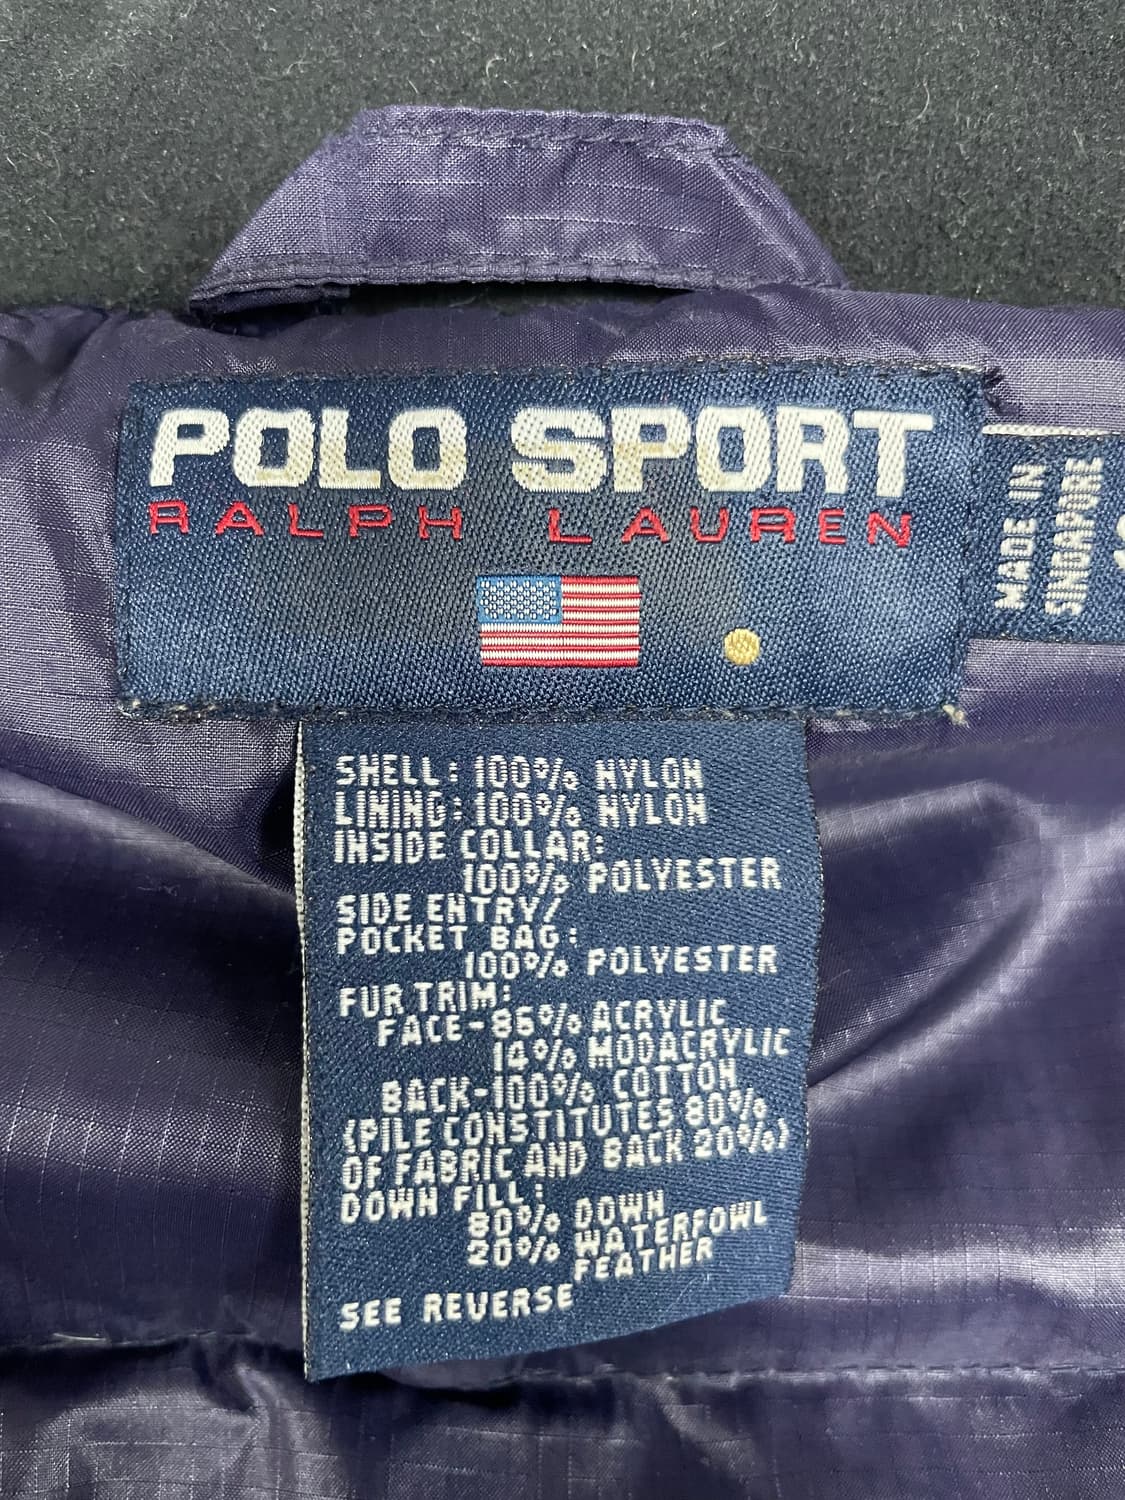 POLO SPORT
RALPH LAUREN
MADE IN
SINGAPORE
SHELL: 100% NYLON
LINING: 100% NYLON
INSIDE COLLAR:
100% POLYESTER
SIDE ENTRY/
POCKET BAG:
100% POLYESTER
FUR TRIM:
FACE-86% ACRYLIC
14% MODACRYLIC
BACK-100% COTTON
(PILE CONSTITUTES 80%
OF FABRIC AND BACK 20%)
DOWN FILL:
80% DOWN
20% WATERFOWL
FEATHER
SEE REVERSE